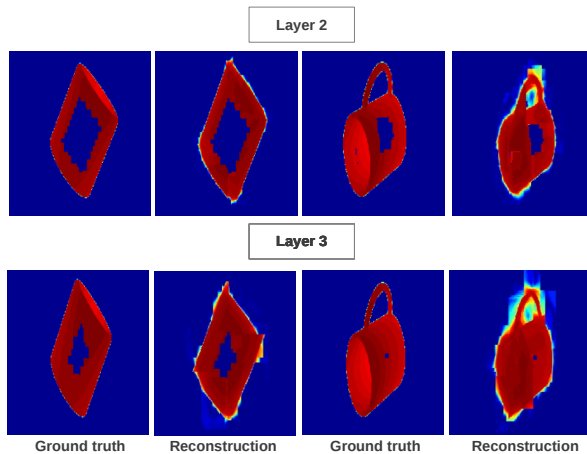 Layer 2
Layer 3
Ground truth Reconstruction Ground truth Reconstruction